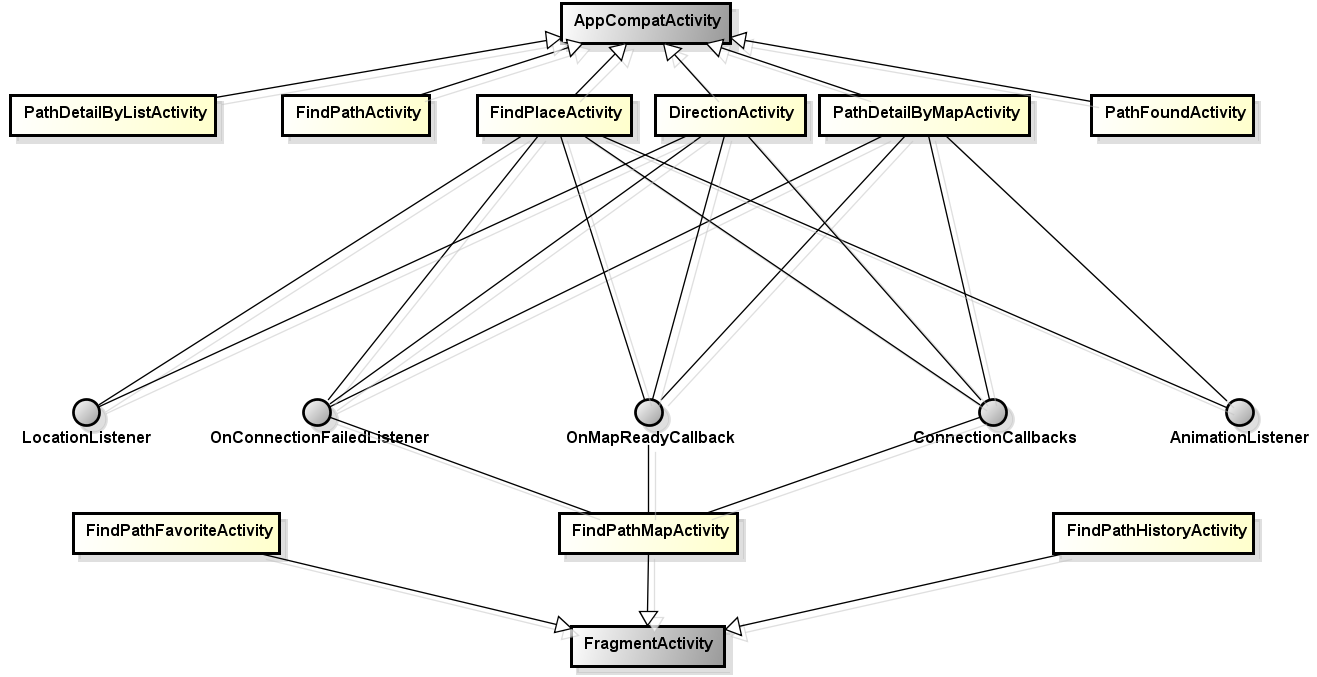 AppCompatActivity
PathDetailByListActivity
FindPathActivity
FindPlaceActivity
DirectionActivity
PathDetailByMapActivity
PathFoundActivity
LocationListener
OnConnectionFailedListener
OnMapReadyCallback
ConnectionCallbacks
AnimationListener
FindPathFavoriteActivity
FindPathMapActivity
FindPathHistoryActivity
FragmentActivity